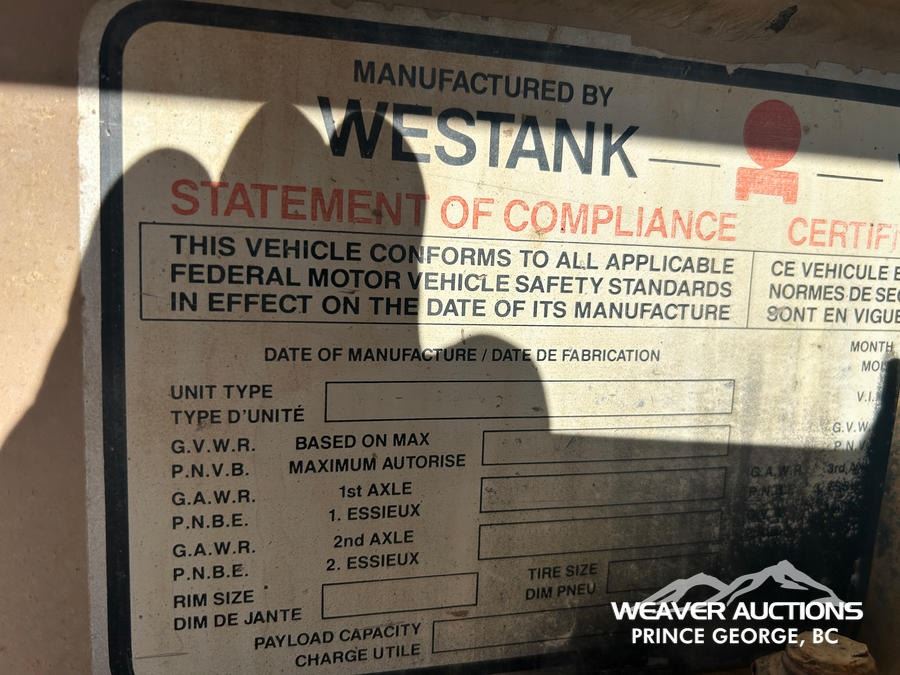 MANUFACTURED BY
WESTANK
STATEMENT OF COMPLIANCE
THIS VEHICLE CONFORMS TO ALL APPLICABLE
FEDERAL MOTOR VEHICLE SAFETY STANDARDS
IN EFFECT ON THE DATE OF ITS MANUFACTURE
CE VEHICULE
NORMES DE
SONT EN
DATE OF MANUFACTURE / DATE DE FABRICATION
MONTH
UNIT TYPE
TYPE D'UNITÉ
V.I.
G.V.W.R. BASED ON MAX
P.N.V.B. MAXIMUM AUTORISE
G.V.W.
P.N.V.
G.A.W.R. 1st AXLE
P.N.B.E. 1. ESSIEUX
G.A.W.R. 3rd
P.N.B.E.
G.A.W.R. 2nd AXLE
P.N.B.E. 2. ESSIEUX
RIM SIZE
DIM DE JANTE
TIRE SIZE
DIM PNEU
PAYLOAD CAPACITY
CHARGE UTILE
WEAVER AUCTIONS
PRINCE GEORGE, BC